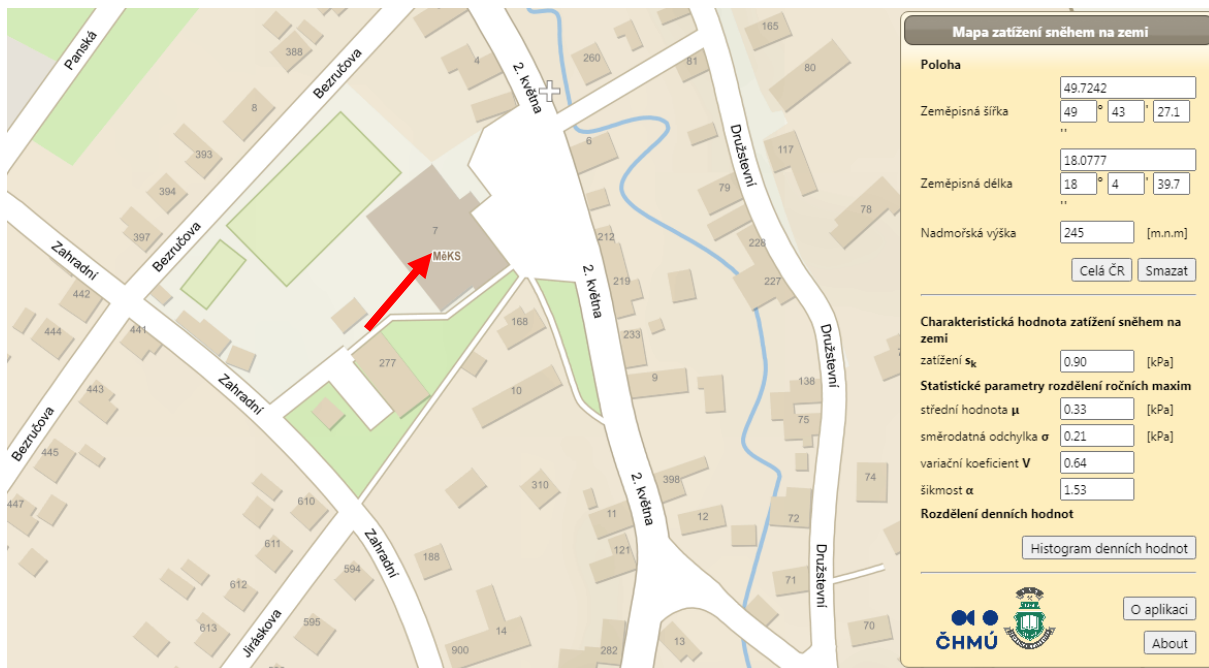 Panská
388
Bezručova
8
393
394
397
Bezručova
Zahradní
442
444
441
443
Bezručova
445
447
Zahradní
610
611
612
613
Jiráskova
594
595
Zahradní
188
900
14
4
2. května
260
81
165
80
Družstevní
6
117
7
MěKS
79
78
212
219
2. května
228
227
233
168
277
10
9
Družstevní
138
75
310
2. května
398
11
12
121
72
74
71
Družstevní
70
13
282
Mapa zatížení sněhem na zemi
Poloha
49.7242
Zeměpisná šířka 49 ° 43 ' 27.1
''
18.0777
Zeměpisná délka 18 ° 4 ' 39.7
''
Nadmořská výška 245 [m.n.m]
Celá ČR Smazat
Charakteristická hodnota zatížení sněhem na
zemi
zatížení sk 0.90 [kPa]
Statistické parametry rozdělení ročních maxim
střední hodnota μ 0.33 [kPa]
směrodatná odchylka σ 0.21 [kPa]
variační koeficient V 0.64
šikmost α 1.53
Rozdělení denních hodnot
Histogram denních hodnot
ČHMÚ
O aplikaci
About